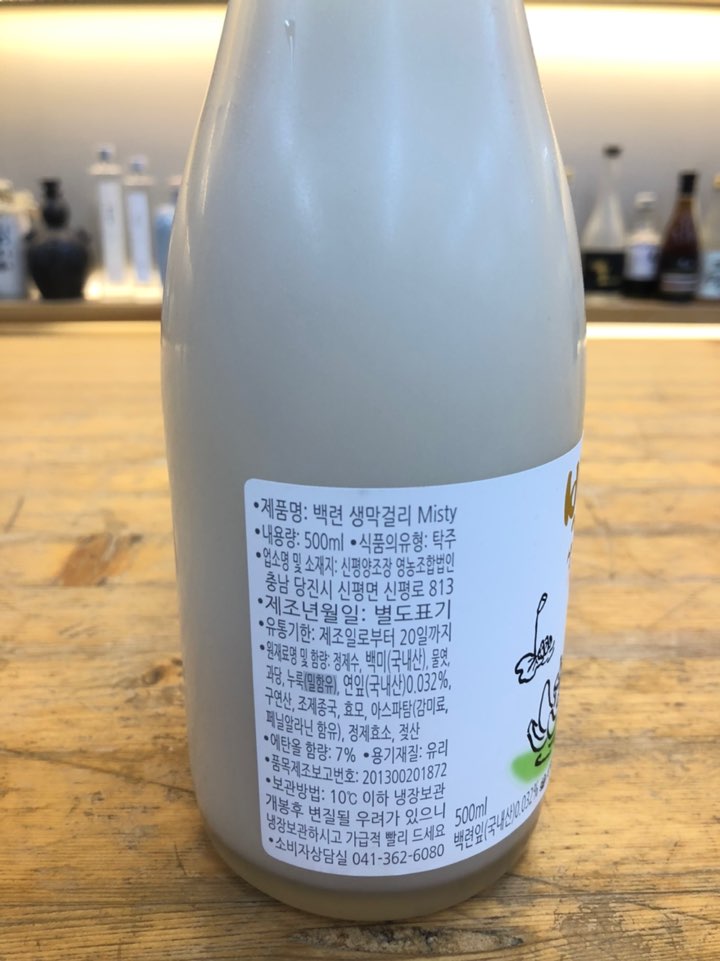 •제품명: 백련 생막걸리 Misty
•내용량: 500ml •식품의유형: 탁주
•업소명 및 소재지: 신평양조장 영농조합법인
충남 당진시 신평면 신평로 813
•제조년월일: 별도표기
•유통기한: 제조일로부터 20일까지
•원재료명 및 함량: 정제수, 백미(국내산), 물엿,
과당, 누룩(밀함유), 연잎(국내산)0.032%,
구연산, 조제종국, 효모, 아스파탐(감미료,
페닐알라닌 함유), 정제효소, 젖산
•에탄올 함량: 7% •용기재질: 유리
•품목제조보고번호: 201300201872
•보관방법: 10℃ 이하 냉장보관
개봉후 변질될 우려가 있으니
냉장보관하시고 가급적 빨리 드세요
•소비자상담실 041-362-6080
500ml
백련잎(국내산)0.032%